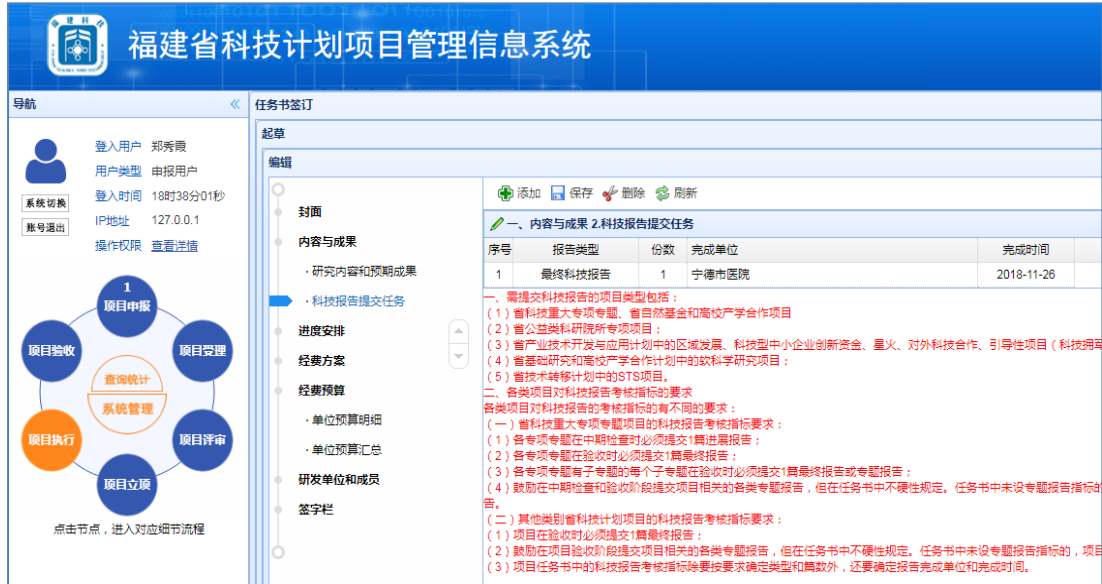 福建省科技计划项目管理信息系统
导航
登入用户 郑秀霞
用户类型 申报用户
登入时间 18时38分01秒
IP地址 127.0.0.1
操作权限 查看详情
系统切换
账号退出
1
项目申报
项目验收
项目受理
查询统计
系统管理
项目执行
项目评审
项目立项
点击节点，进入对应细节流程
任务书签订
起草
编辑
封面
内容与成果
·研究内容和预期成果
·科技报告提交任务
进度安排
经费方案
经费预算
·单位预算明细
·单位预算汇总
研发单位和成员
签字栏
添加 保存 删除 刷新
一、内容与成果 2.科技报告提交任务
序号 报告类型 份数 完成单位 完成时间
1 最终科技报告 1 宁德市医院 2018-11-26
一、需提交科技报告的项目类型包括：
（1）省科技重大专项专题、省自然基金和高校产学合作项目
（2）省公益类科研院所专项项目；
（3）省产业技术开发与应用计划中的区域发展、科技型中小企业创新资金、星火、对外科技合作、引导性项目（科技拥军
（4）省基础研究和高校产学合作计划中的软科学研究项目；
（5）省技术转移计划中的STS项目。
二、各类项目对科技报告考核指标的要求
各类项目对科技报告的考核指标的有不同的要求：
（一）省科技重大专项专题项目的科技报告考核指标要求：
（1）各专项专题在中期检查时必须提交1篇进展报告；
（2）各专项专题在验收时必须提交1篇最终报告；
（3）各专项专题有子专题的每个子专题在验收时必须提交1篇最终报告或专题报告；
（4）鼓励在中期检查和验收阶段提交项目相关的各类专题报告，但在任务书中不硬性规定。任务书中未设专题报告指标的
告。
（二）其他类别省科技计划项目的科技报告考核指标要求：
（1）项目在验收时必须提交1篇最终报告；
（2）鼓励在项目验收阶段提交项目相关的各类专题报告，但在任务书中不硬性规定。任务书中未设专题报告指标的，项目
（3）项目任务书中的科技报告考核指标除要按要求确定类型和篇数外，还要确定报告完成单位和完成时间。